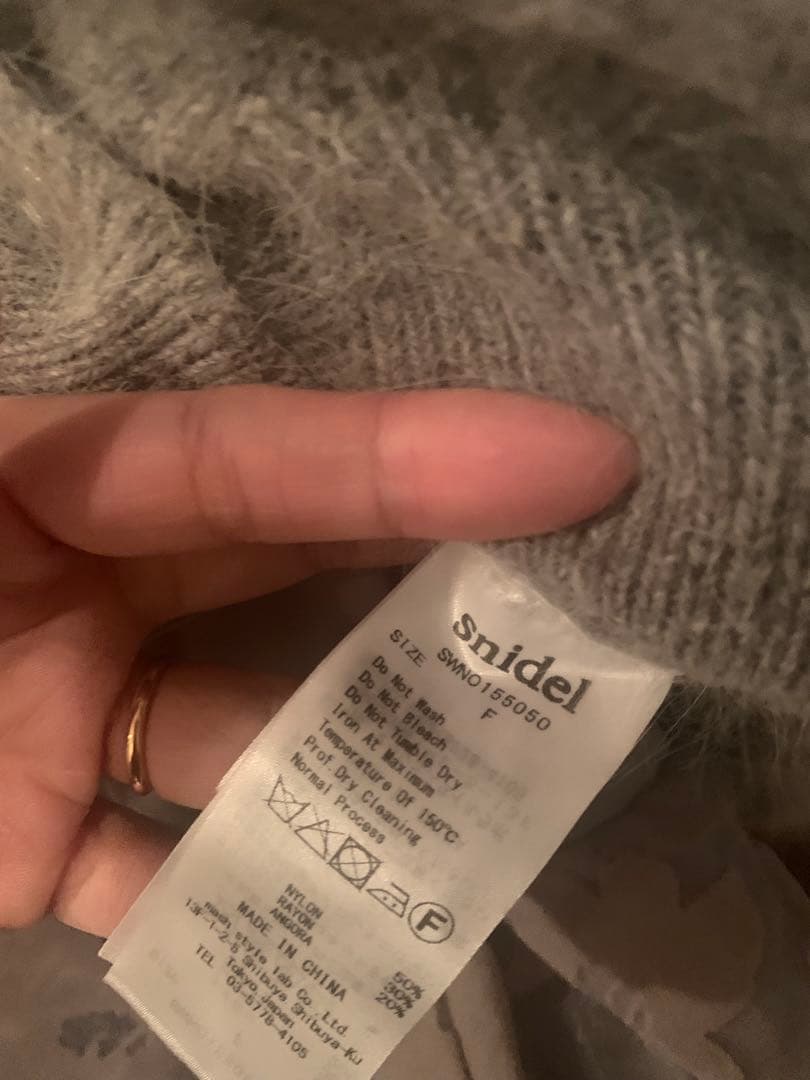 Snidel
SWNO155050
SIZE F
Do Not Wash
Do Not Bleach
Do Not Tumble Dry
Iron At Maximum
Temperature Of 150℃
Prof.Dry Cleaning
Normal Process
F
NYLON 50%
RAYON 30%
ANGORA 20%
MADE IN CHINA
mash style lab Co.,Ltd.
13F-1-2-5 Shibuya Shibuya-Ku
Tokyo,Japan
TEL 03-5778-4105